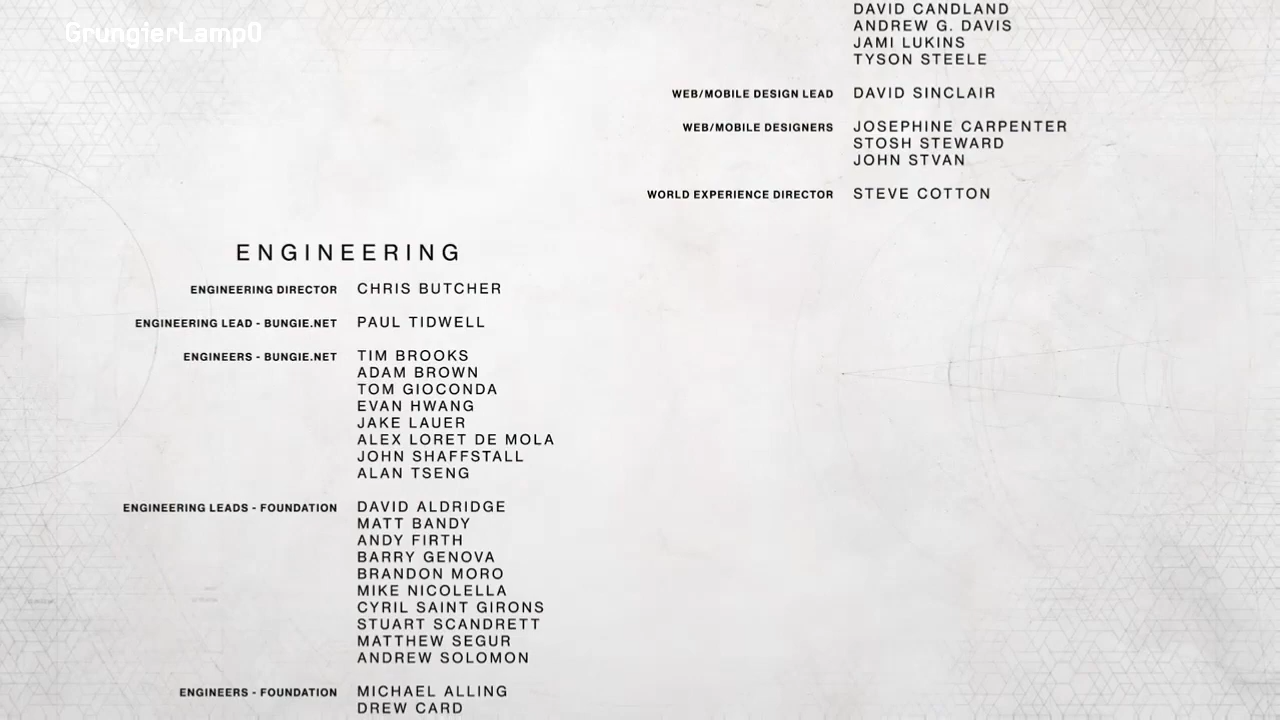 GrungierLamp0
DAVID CANDLAND
ANDREW G. DAVIS
JAMI LUKINS
TYSON STEELE
WEB/MOBILE DESIGN LEAD DAVID SINCLAIR
WEB/MOBILE DESIGNERS JOSEPHINE CARPENTER
STOSH STEWARD
JOHN STVAN
WORLD EXPERIENCE DIRECTOR STEVE COTTON
ENGINEERING
ENGINEERING DIRECTOR CHRIS BUTCHER
ENGINEERING LEAD - BUNGIE.NET PAUL TIDWELL
ENGINEERS - BUNGIE.NET TIM BROOKS
ADAM BROWN
TOM GIOCONDA
EVAN HWANG
JAKE LAUER
ALEX LORET DE MOLA
JOHN SHAFFSTALL
ALAN TSENG
ENGINEERING LEADS - FOUNDATION DAVID ALDRIDGE
MATT BANDY
ANDY FIRTH
BARRY GENOVA
BRANDON MORO
MIKE NICOLELLA
CYRIL SAINT GIRONS
STUART SCANDRETT
MATTHEW SEGUR
ANDREW SOLOMON
ENGINEERS - FOUNDATION MICHAEL ALLING
DREW CARD